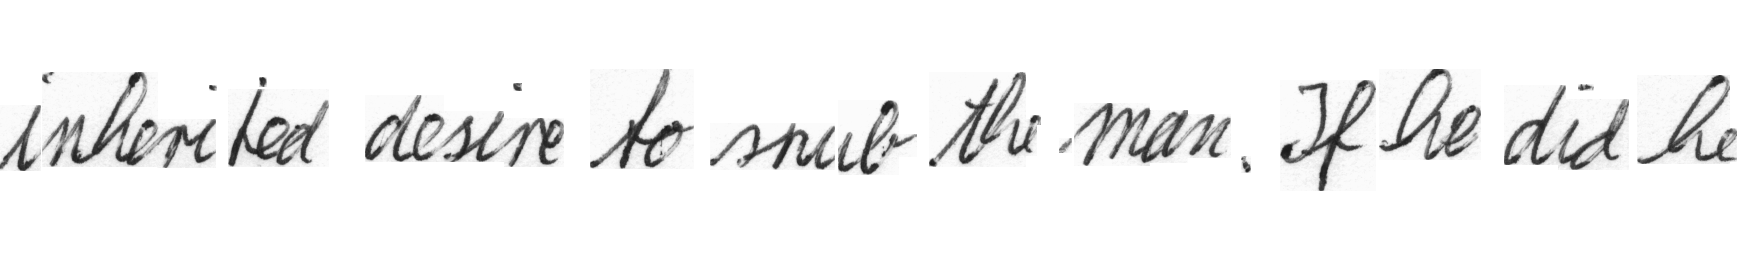 inherited desire to snub the man. If he did he